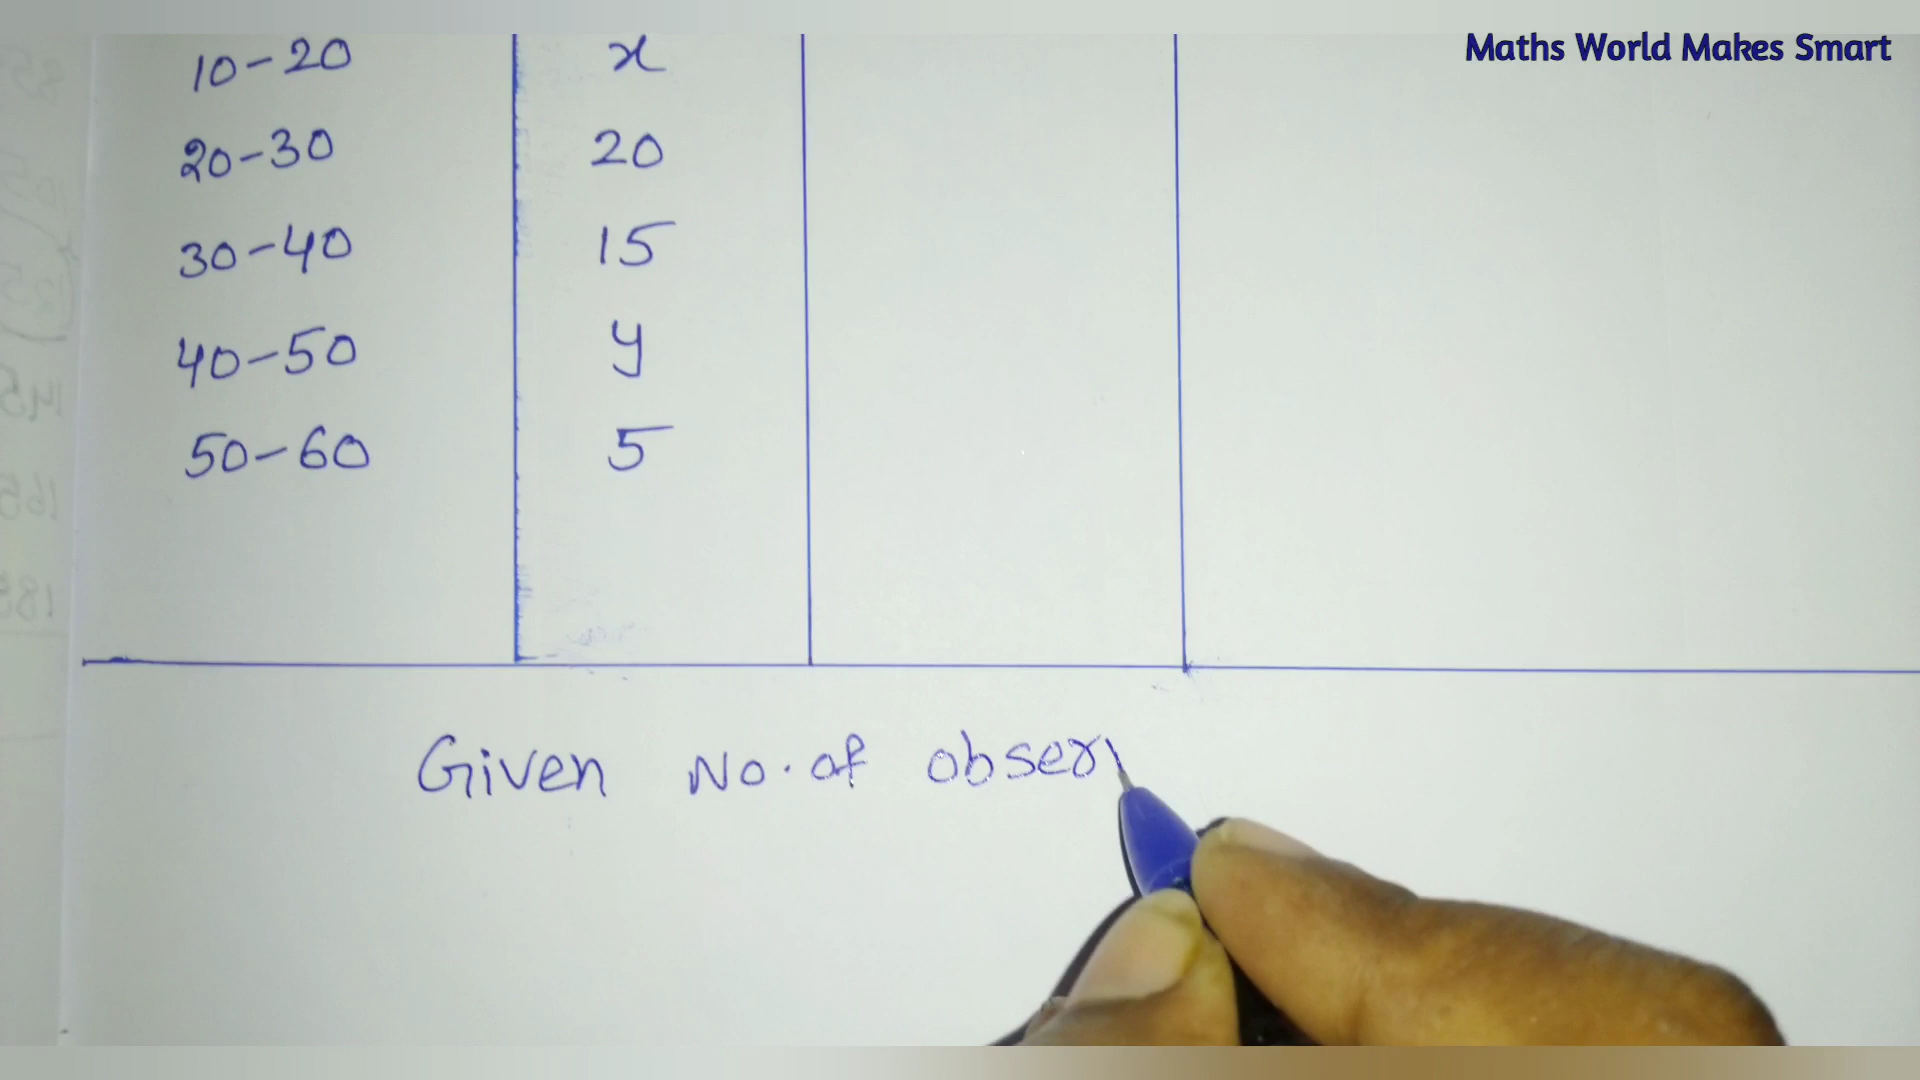 Maths World Makes Smart
10-20 x
20-30 20
30-40 15
40-50 y
50-60 5
Given No. of obser